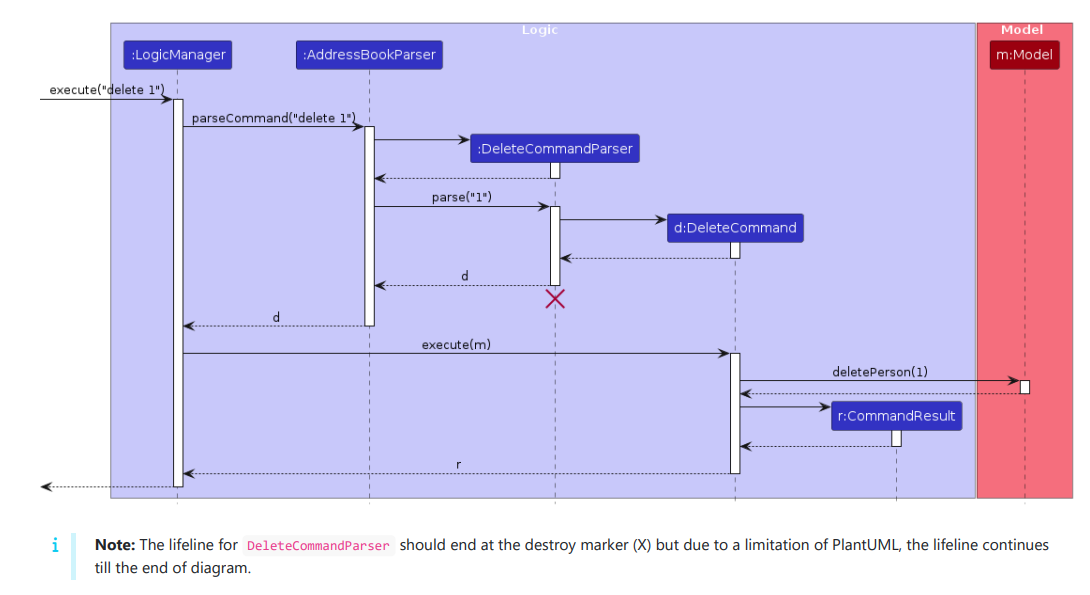 Logic
Model
:LogicManager
:AddressBookParser
m:Model
execute("delete 1")
parseCommand("delete 1")
:DeleteCommandParser
parse("1")
d:DeleteCommand
d
d
execute(m)
deletePerson(1)
r:CommandResult
r
i
Note: The lifeline for DeleteCommandParser should end at the destroy marker (X) but due to a limitation of PlantUML, the lifeline continues
till the end of diagram.